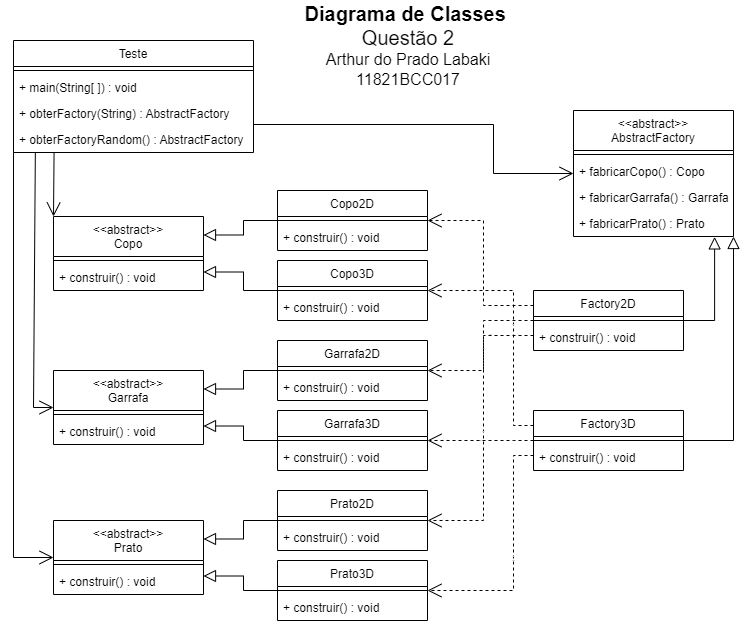 Diagrama de Classes
Questão 2
Arthur do Prado Labaki
11821BCC017
Teste
+ main(String[ ]) : void
+ obterFactory(String) : AbstractFactory
+ obterFactoryRandom() : AbstractFactory
<<abstract>>
AbstractFactory
+ fabricarCopo() : Copo
+ fabricarGarrafa() : Garrafa
+ fabricarPrato() : Prato
<<abstract>>
Copo
+ construir() : void
Copo2D
+ construir() : void
Copo3D
+ construir() : void
Factory2D
+ construir() : void
<<abstract>>
Garrafa
+ construir() : void
Garrafa2D
+ construir() : void
Garrafa3D
+ construir() : void
Factory3D
+ construir() : void
<<abstract>>
Prato
+ construir() : void
Prato2D
+ construir() : void
Prato3D
+ construir() : void